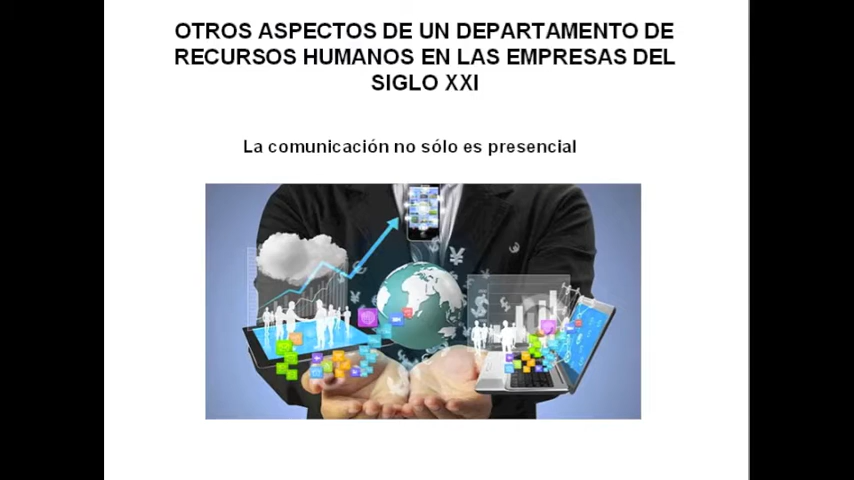 OTROS ASPECTOS DE UN DEPARTAMENTO DE
RECURSOS HUMANOS EN LAS EMPRESAS DEL
SIGLO XXI
La comunicación no sólo es presencial